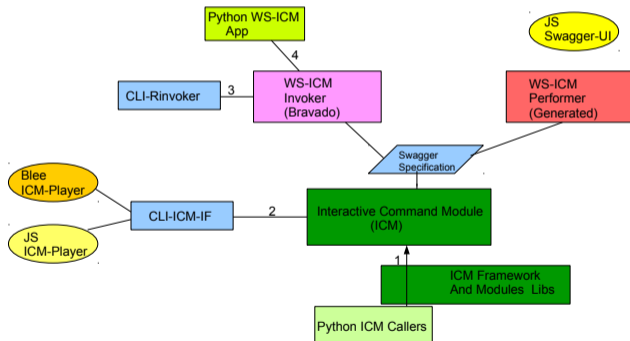 Python WS-ICM
App
JS
Swagger-UI
4
CLI-Rinvoker
3
WS-ICM
Invoker
(Bravado)
WS-ICM
Performer
(Generated)
Swagger
Specification
Blee
ICM-Player
CLI-ICM-IF
2
Interactive Command Module
(ICM)
JS
ICM-Player
1
ICM Framework
And Modules Libs
Python ICM Callers